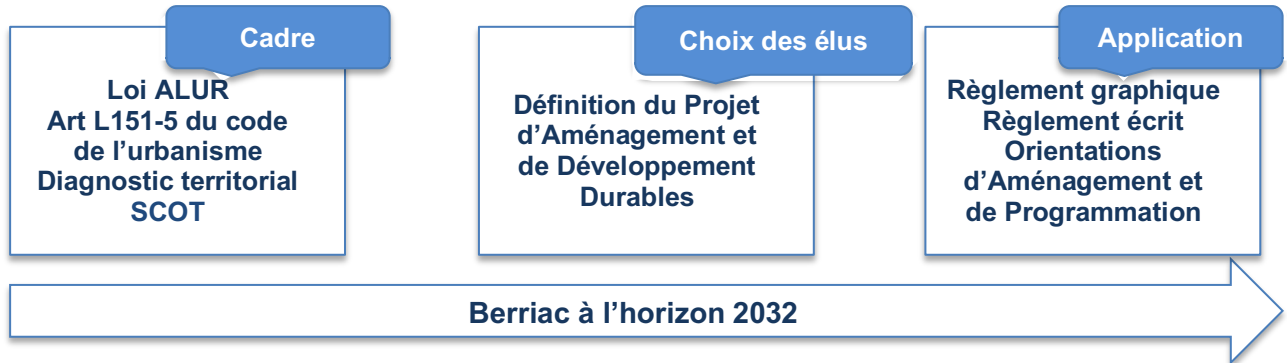 Cadre
Loi ALUR
Art L151-5 du code
de l’urbanisme
Diagnostic territorial
SCOT
Choix des élus
Définition du Projet
d’Aménagement et
de Développement
Durables
Application
Règlement graphique
Règlement écrit
Orientations
d’Aménagement et
de Programmation
Berriac à l’horizon 2032